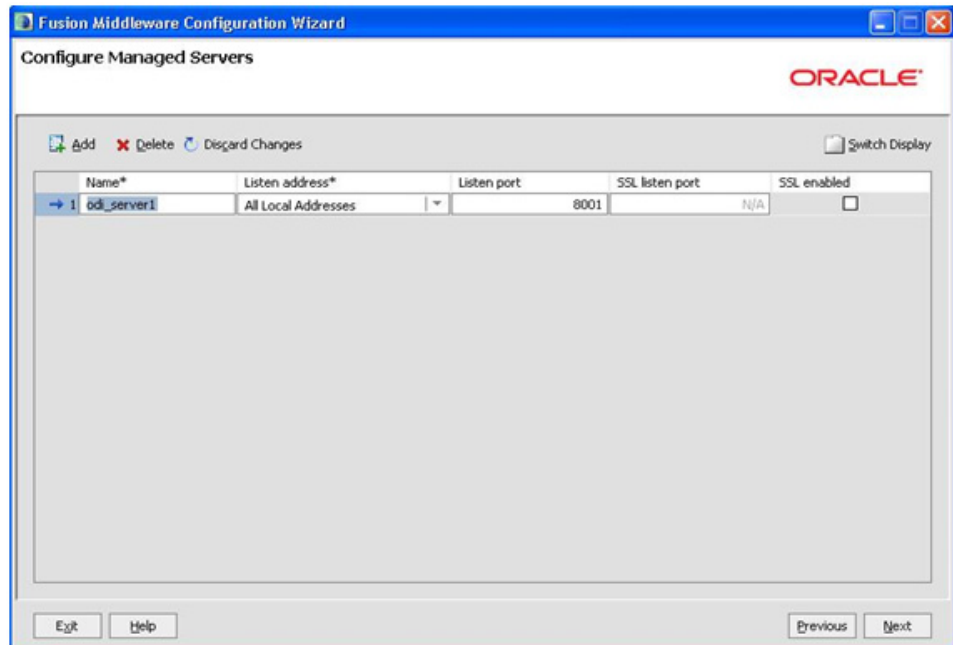 Fusion Middleware Configuration Wizard
Configure Managed Servers
ORACLE
Add Delete Discard Changes Switch Display
Name* Listen address* Listen port SSL listen port SSL enabled
1 odi_server1 All Local Addresses 8001 N/A
Exit Help Previous Next